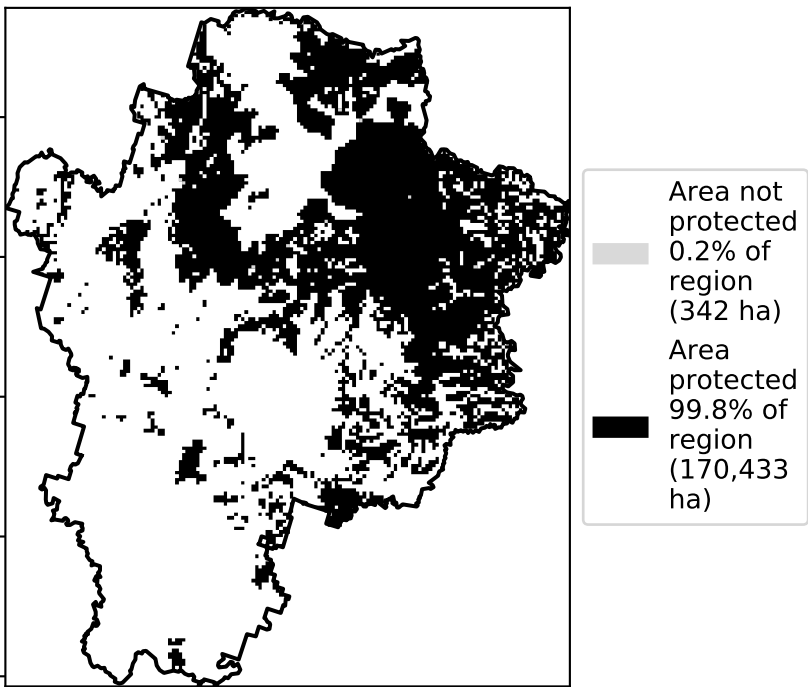 Area not
protected
0.2% of
region
(342 ha)
Area
protected
99.8% of
region
(170,433
ha)